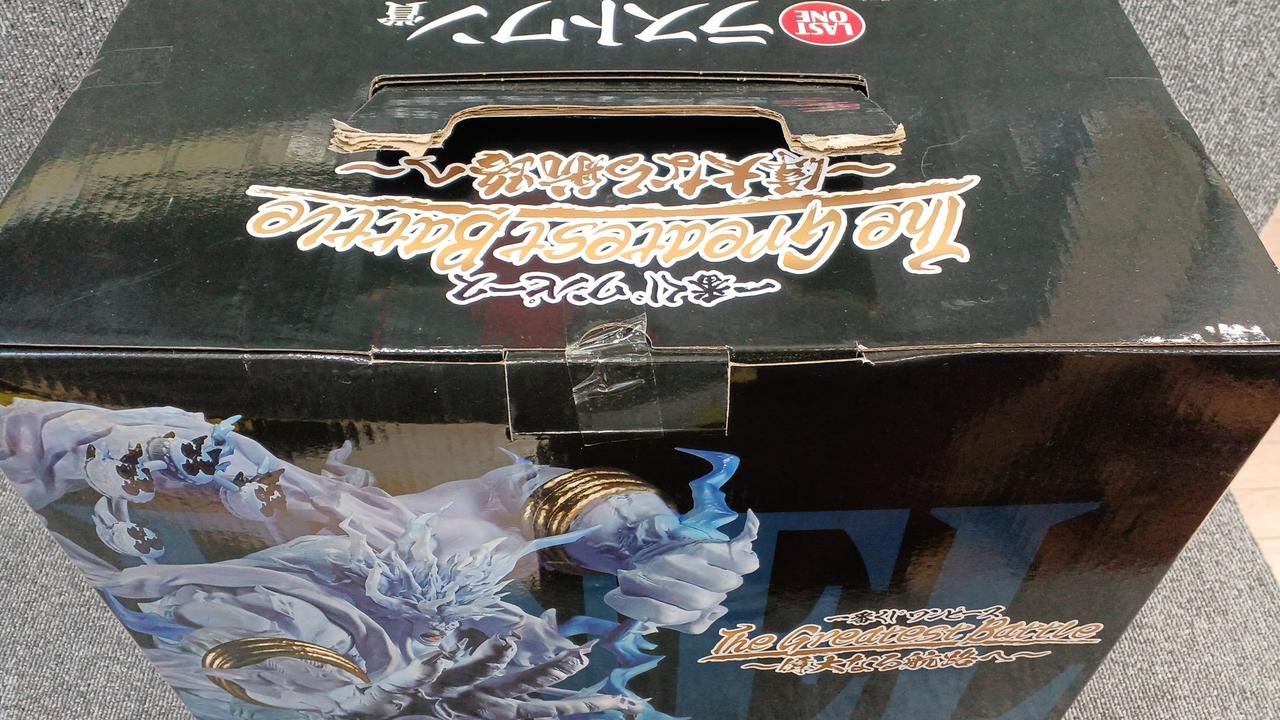 一番くじ ワンピース
The Greatest Battle
～偉大なる航路へ～
LAST
ONE
ラストワン賞
EL
一番くじ ワンピース
The Greatest Battle
～偉大なる航路へ～